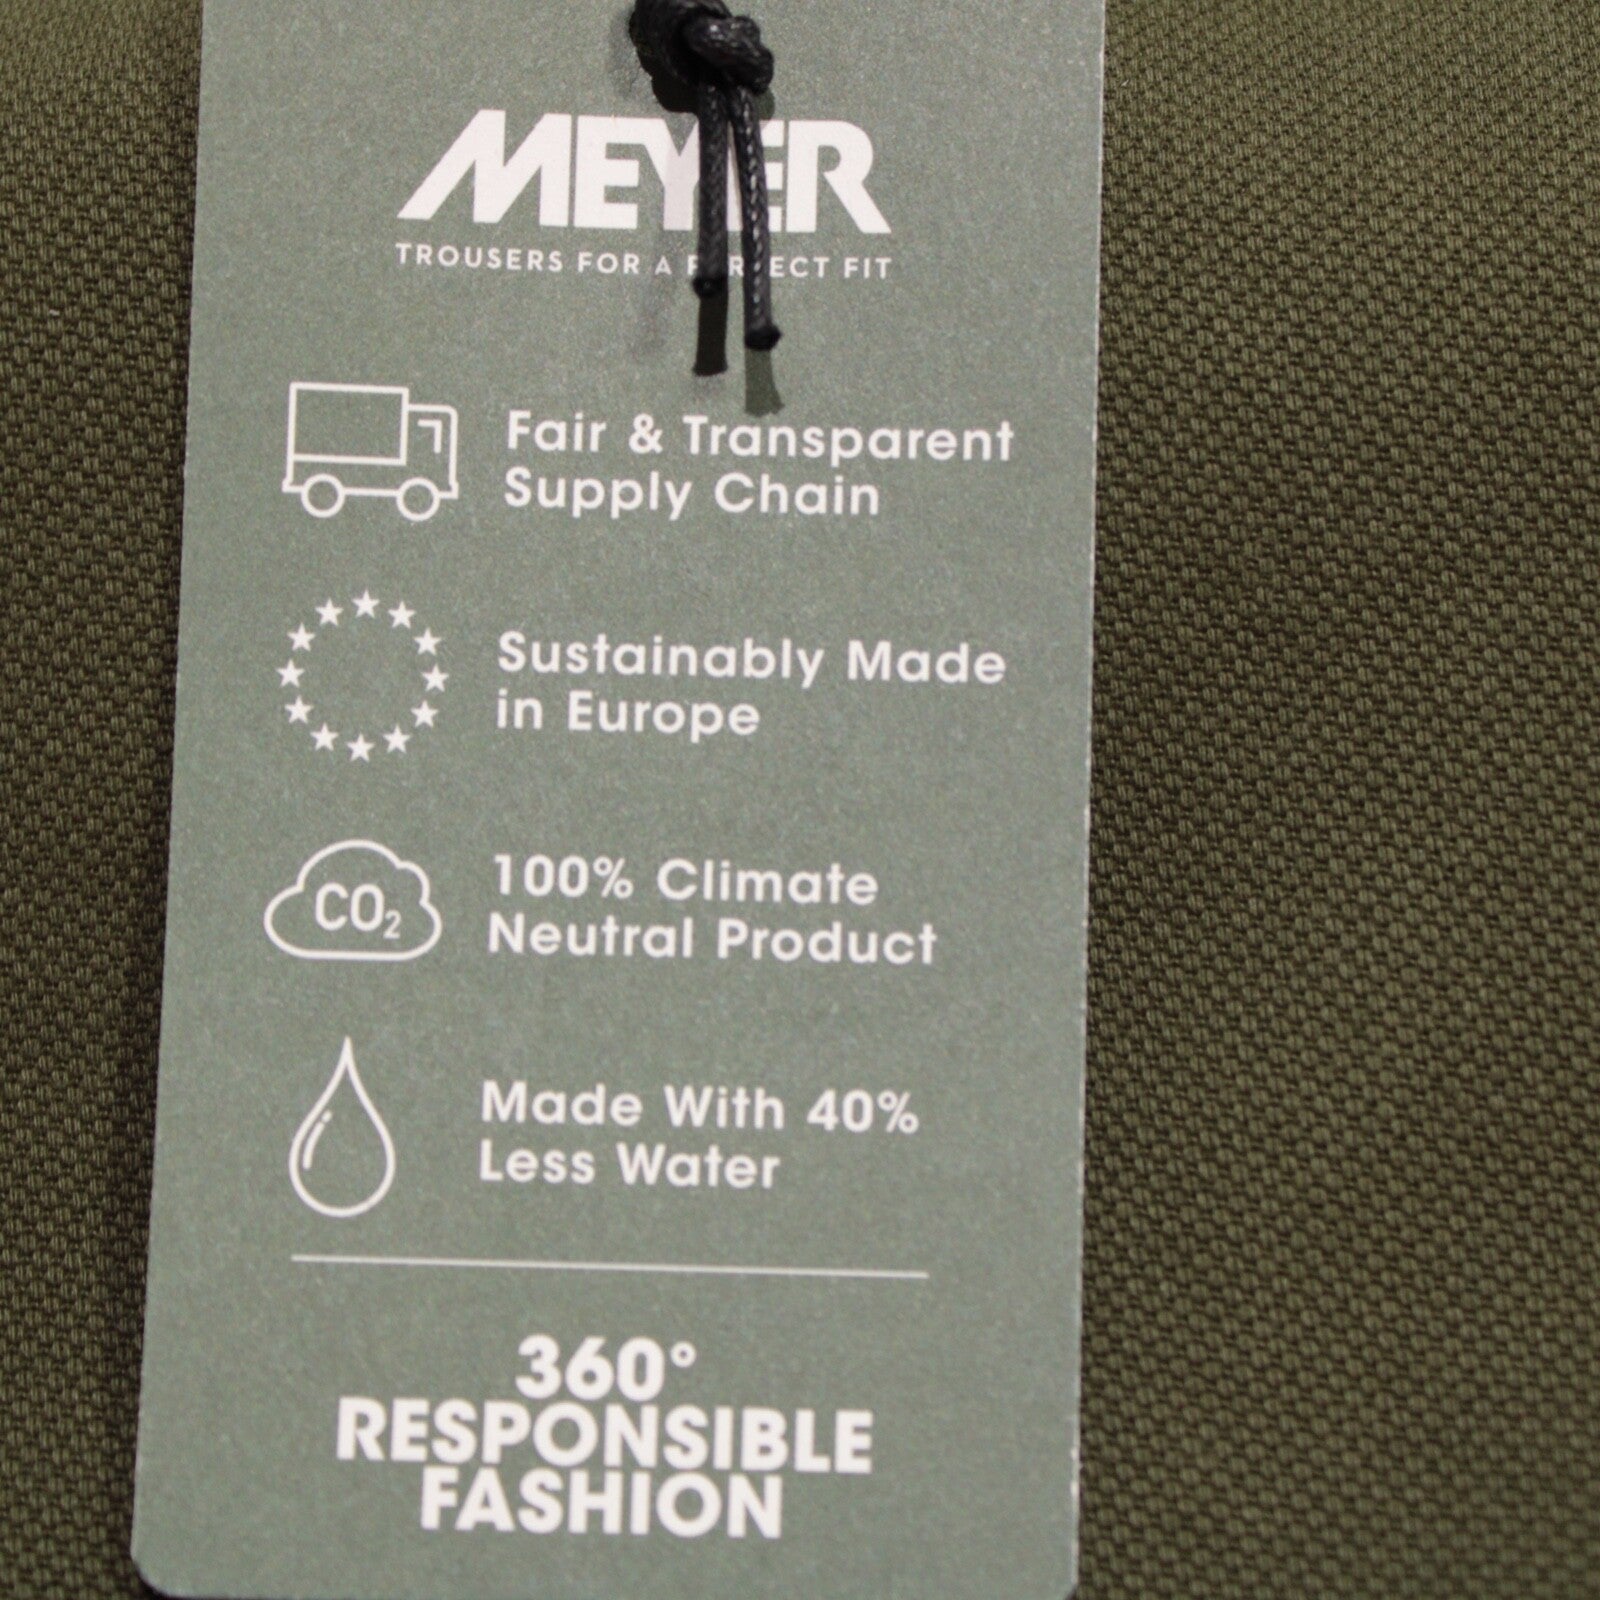 MEYER
TROUSERS FOR A PERFECT FIT
Fair & Transparent
Supply Chain
Sustainably Made
in Europe
CO₂
100% Climate
Neutral Product
Made With 40%
Less Water
360°
RESPONSIBLE
FASHION